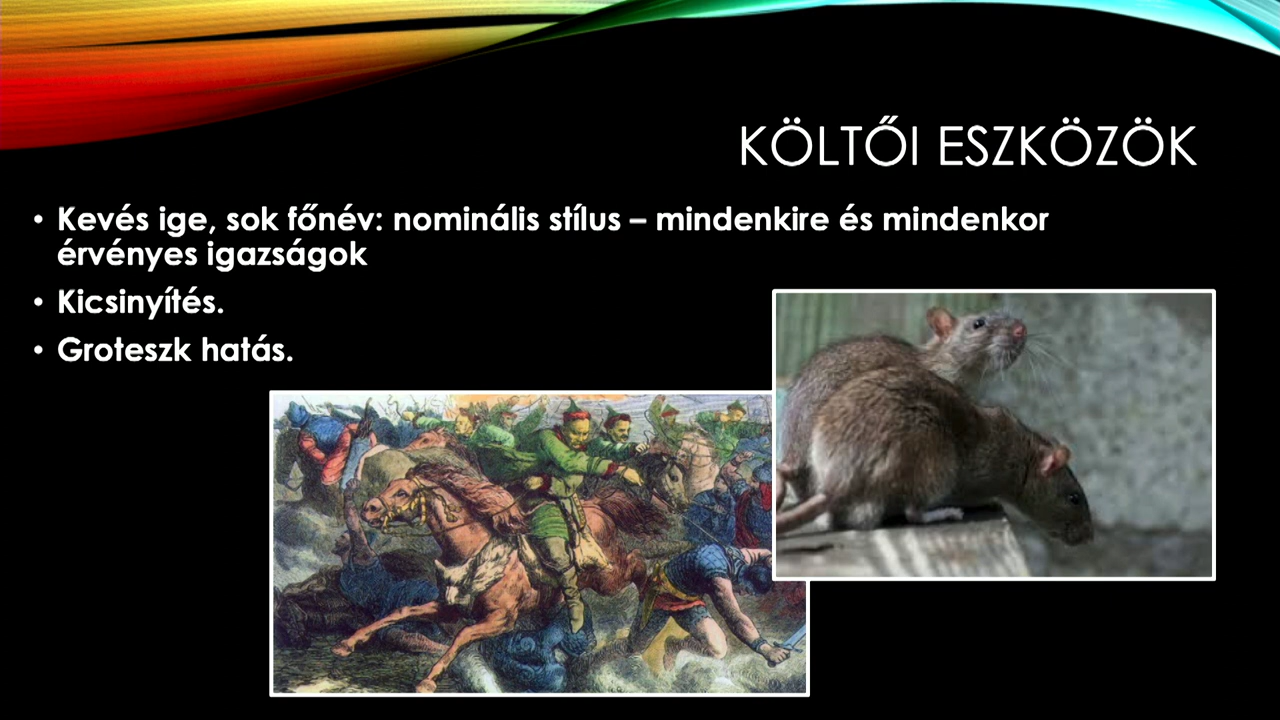 KÖLTŐI ESZKÖZÖK
• Kevés ige, sok főnév: nominális stílus – mindenkire és mindenkor
érvényes igazságok
• Kicsinyítés.
• Groteszk hatás.